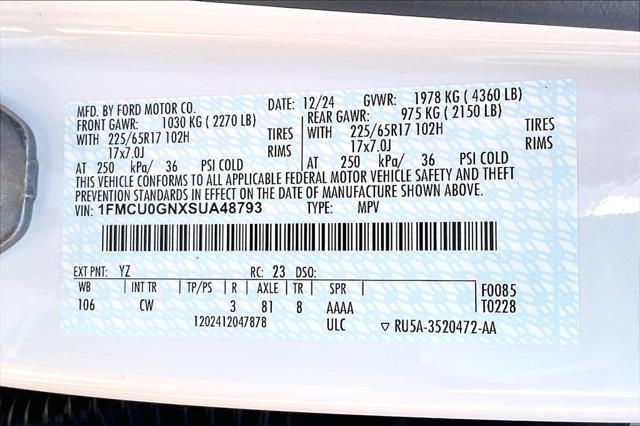 MFD. BY FORD MOTOR CO. 12/24 GVWR: 1978 KG ( 4360 LB)
FRONT GAWR: 1030 KG ( 2270 LB) REAR GAWR: 975 KG ( 2150 LB)
WITH 225/65R17 102H TIRES WITH 225/65R17 102H TIRES
17x7.0J RIMS 17x7.0J RIMS
AT 250 kPa/ 36 PSI COLD AT 250 kPa/ 36 PSI COLD
THIS VEHICLE CONFORMS TO ALL APPLICABLE FEDERAL MOTOR VEHICLE SAFETY AND THEFT
PREVENTION STANDARDS IN EFFECT ON THE DATE OF MANUFACTURE SHOWN ABOVE.
VIN: 1FMCU0GNXSUA48793 TYPE: MPV
EXT PNT: YZ RC: 23 DSO:
WB INT TR TP/PS R AXLE TR SPR F0085
106 CW 3 81 8 AAAA T0228
1202412047878 ULC ▽ RU5A-3520472-AA